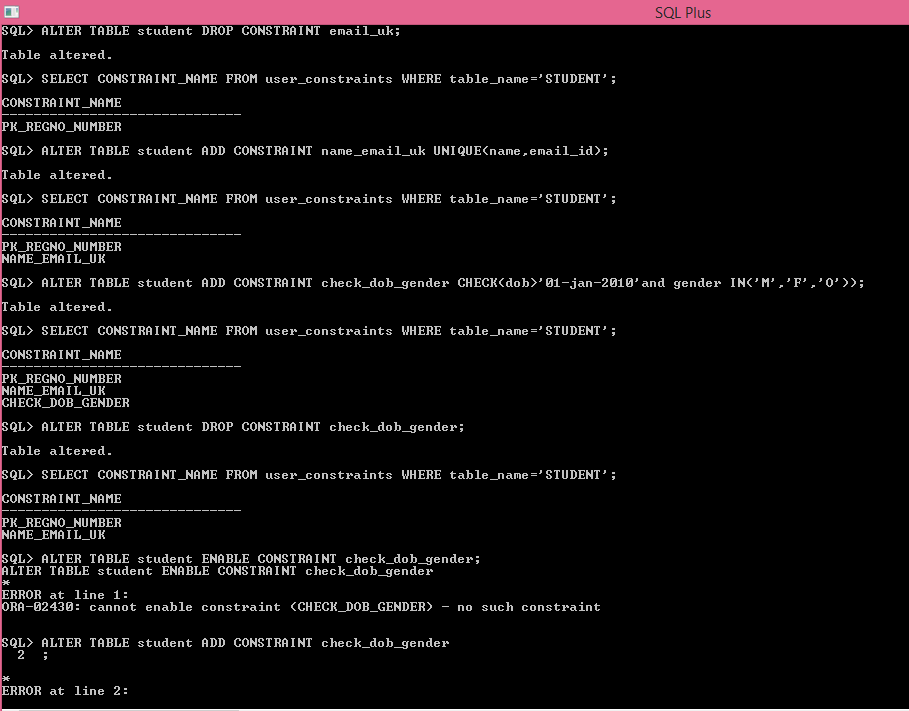 SQL Plus
SQL> ALTER TABLE student DROP CONSTRAINT email_uk;
Table altered.
SQL> SELECT CONSTRAINT_NAME FROM user_constraints WHERE table_name='STUDENT';
CONSTRAINT_NAME
------------------------------
PK_REGNO_NUMBER
SQL> ALTER TABLE student ADD CONSTRAINT name_email_uk UNIQUE(name,email_id);
Table altered.
SQL> SELECT CONSTRAINT_NAME FROM user_constraints WHERE table_name='STUDENT';
CONSTRAINT_NAME
------------------------------
PK_REGNO_NUMBER
NAME_EMAIL_UK
SQL> ALTER TABLE student ADD CONSTRAINT check_dob_gender CHECK(dob>'01-jan-2010'and gender IN('M','F','O'));
Table altered.
SQL> SELECT CONSTRAINT_NAME FROM user_constraints WHERE table_name='STUDENT';
CONSTRAINT_NAME
------------------------------
PK_REGNO_NUMBER
NAME_EMAIL_UK
CHECK_DOB_GENDER
SQL> ALTER TABLE student DROP CONSTRAINT check_dob_gender;
Table altered.
SQL> SELECT CONSTRAINT_NAME FROM user_constraints WHERE table_name='STUDENT';
CONSTRAINT_NAME
------------------------------
PK_REGNO_NUMBER
NAME_EMAIL_UK
SQL> ALTER TABLE student ENABLE CONSTRAINT check_dob_gender;
ALTER TABLE student ENABLE CONSTRAINT check_dob_gender
*
ERROR at line 1:
ORA-02430: cannot enable constraint (CHECK_DOB_GENDER) - no such constraint
SQL> ALTER TABLE student ADD CONSTRAINT check_dob_gender
2 ;
*
ERROR at line 2: